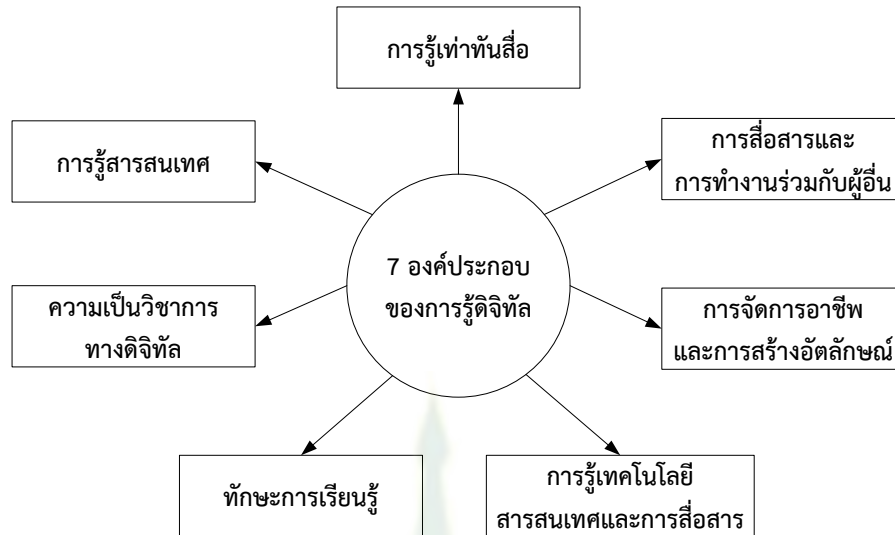 การรู้เท่าทันสื่อ
การสื่อสารและ
การทำงานร่วมกับผู้อื่น
การรู้สารสนเทศ
7 องค์ประกอบ
ของการรู้ดิจิทัล
ความเป็นวิชาการ
ทางดิจิทัล
การจัดการอาชีพ
และการสร้างอัตลักษณ์
ทักษะการเรียนรู้
การรู้เทคโนโลยี
สารสนเทศและการสื่อสาร